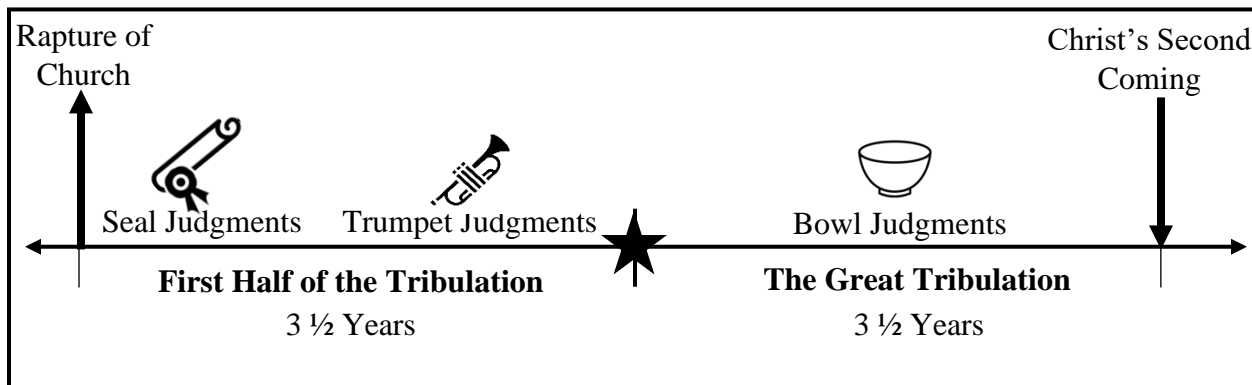 Rapture of
Church
Christ’s Second
Coming
Seal Judgments
Trumpet Judgments
Bowl Judgments
First Half of the Tribulation
3 ½ Years
The Great Tribulation
3 ½ Years